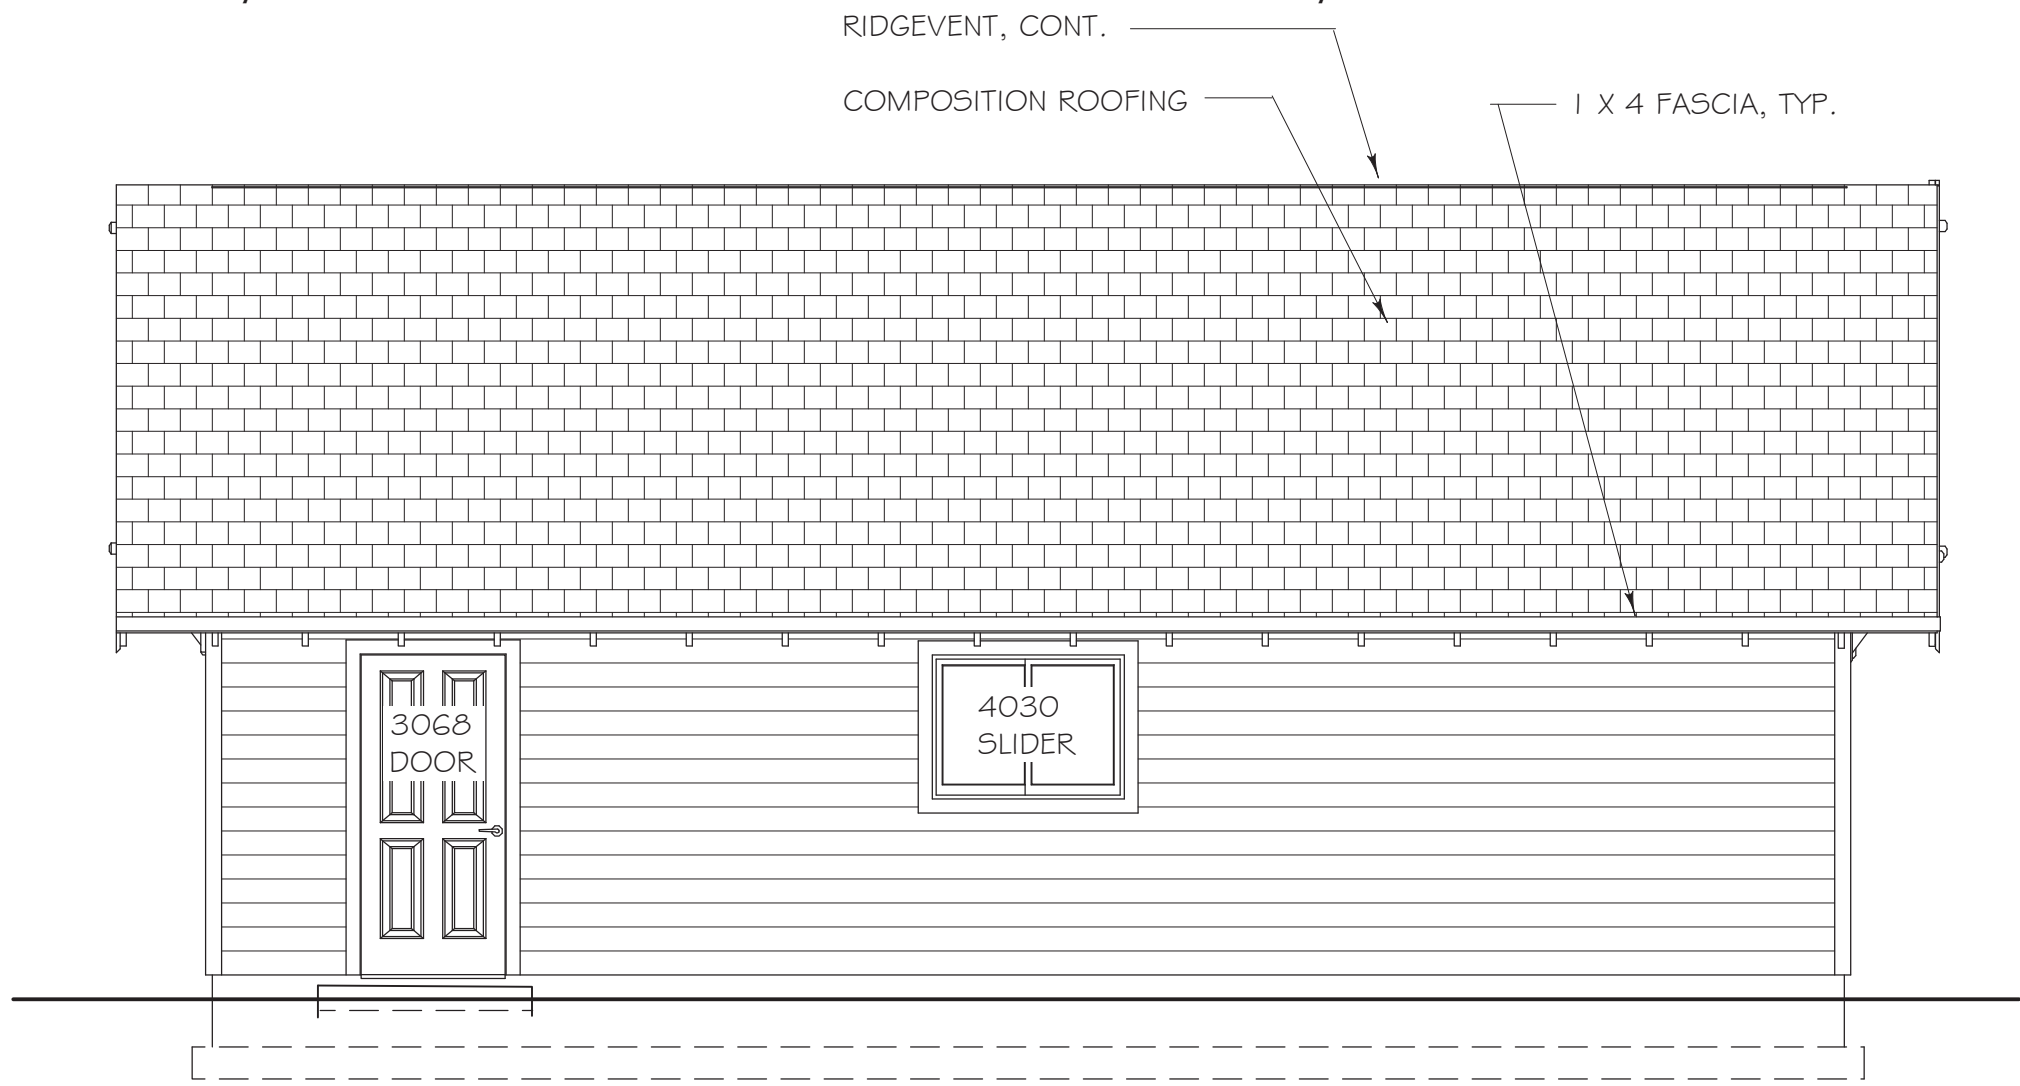 RIDGEVENT, CONT.
COMPOSITION ROOFING
1 X 4 FASCIA, TYP.
3068
DOOR
4030
SLIDER